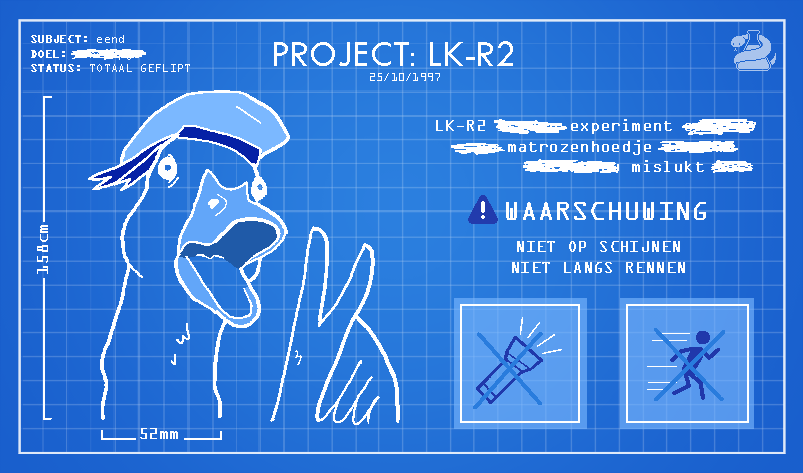 SUBJECT: eend
DOEL:
STATUS: TOTAAL GEFLIPT
PROJECT: LK-R2
25/10/1997
LK-R2 experiment
matrozenhoedje
mislukt
WAARSCHUWING
NIET OP SCHIJNEN
NIET LANGS RENNEN
158cm
52mm